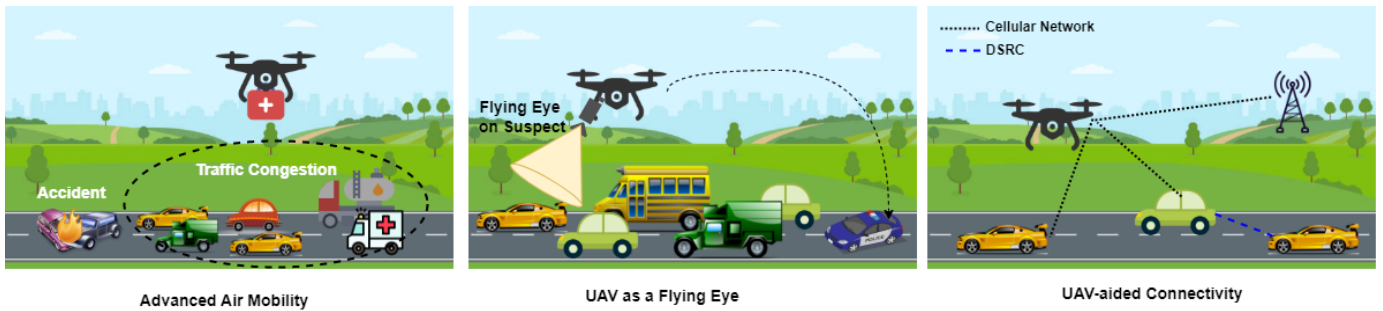 Accident
Traffic Congestion
Advanced Air Mobility
Flying Eye
on Suspect
POLICE
UAV as a Flying Eye
Cellular Network
DSRC
UAV-aided Connectivity